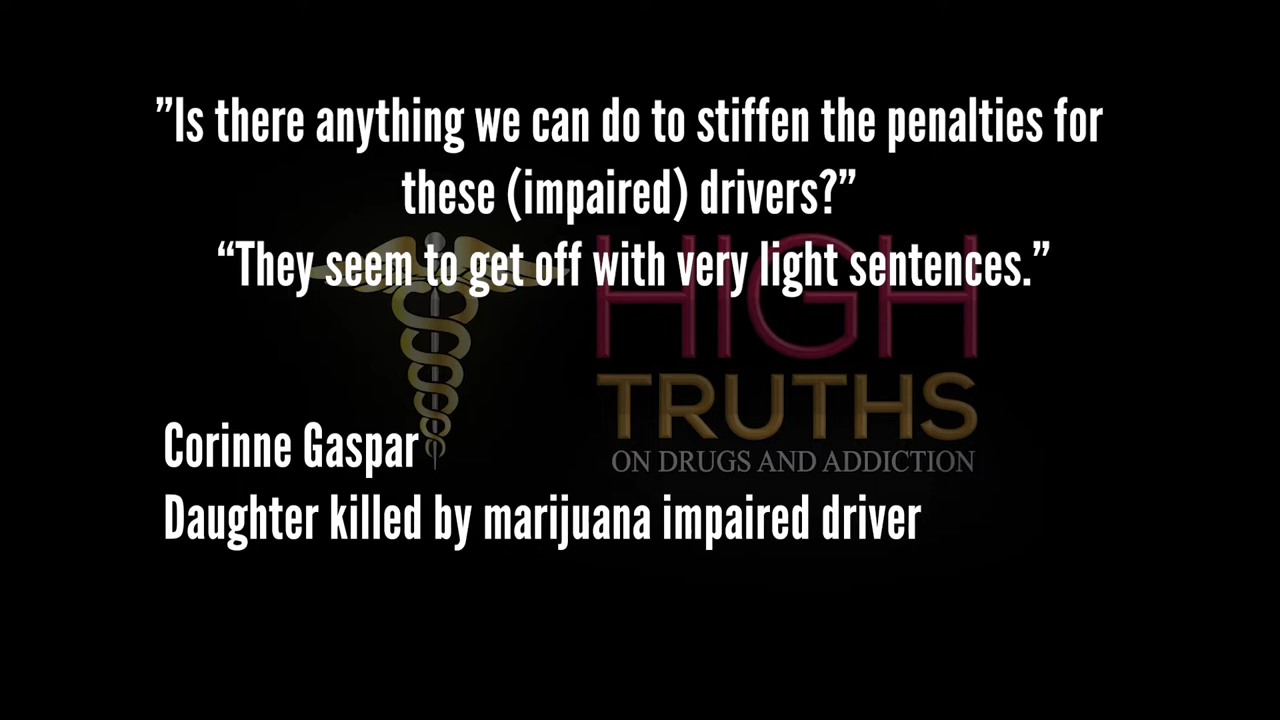 ”Is there anything we can do to stiffen the penalties for
these (impaired) drivers?”
“They seem to get off with very light sentences.”
HIGH
TRUTHS
ON DRUGS AND ADDICTION
Corinne Gaspar
Daughter killed by marijuana impaired driver